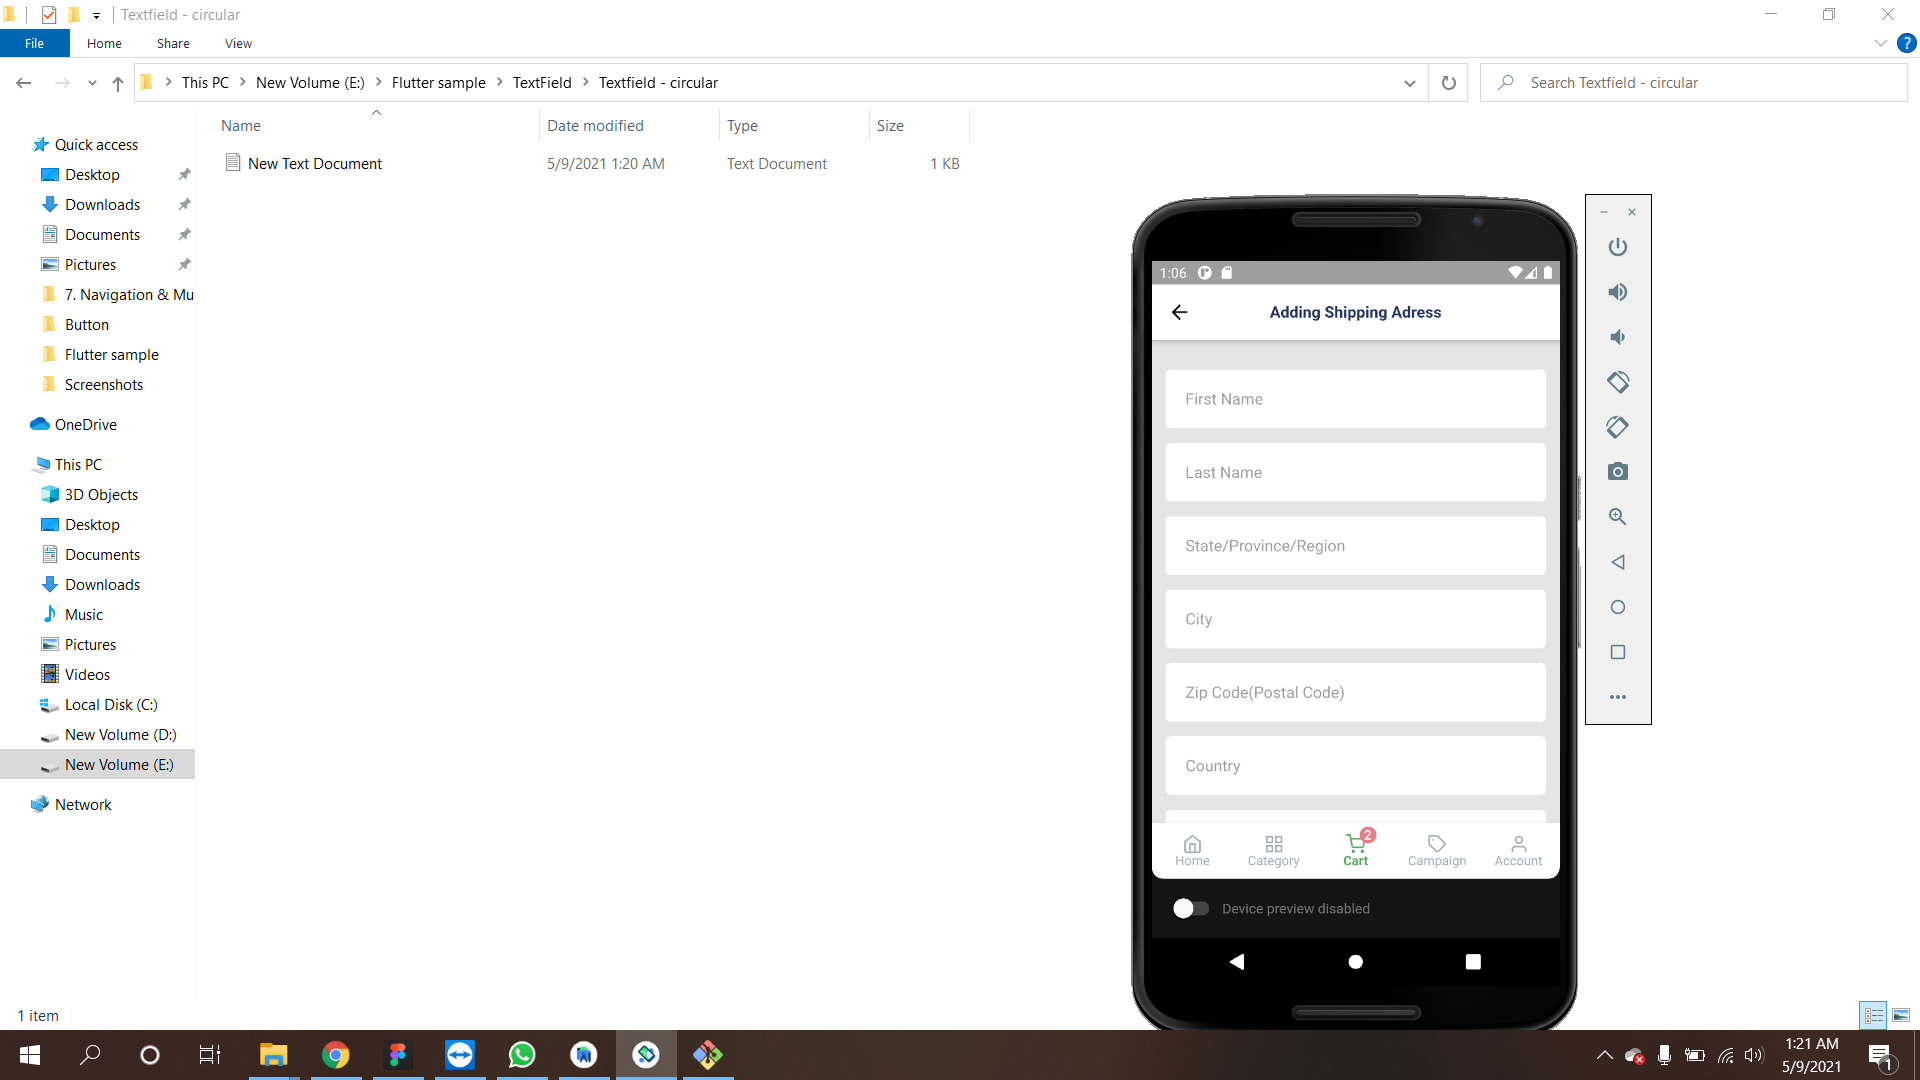 Textfield - circular
File Home Share View
This PC New Volume (E:) Flutter sample TextField Textfield - circular
Search Textfield - circular
Name Date modified Type Size
New Text Document 5/9/2021 1:20 AM Text Document 1 KB
Quick access
Desktop
Downloads
Documents
Pictures
7. Navigation & Mu
Button
Flutter sample
Screenshots
OneDrive
This PC
3D Objects
Desktop
Documents
Downloads
Music
Pictures
Videos
Local Disk (C:)
New Volume (D:)
New Volume (E:)
Network
1 item
1:06
Adding Shipping Adress
First Name
Last Name
State/Province/Region
City
Zip Code(Postal Code)
Country
2
Home Category Cart Campaign Account
Device preview disabled
1:21 AM
5/9/2021
1